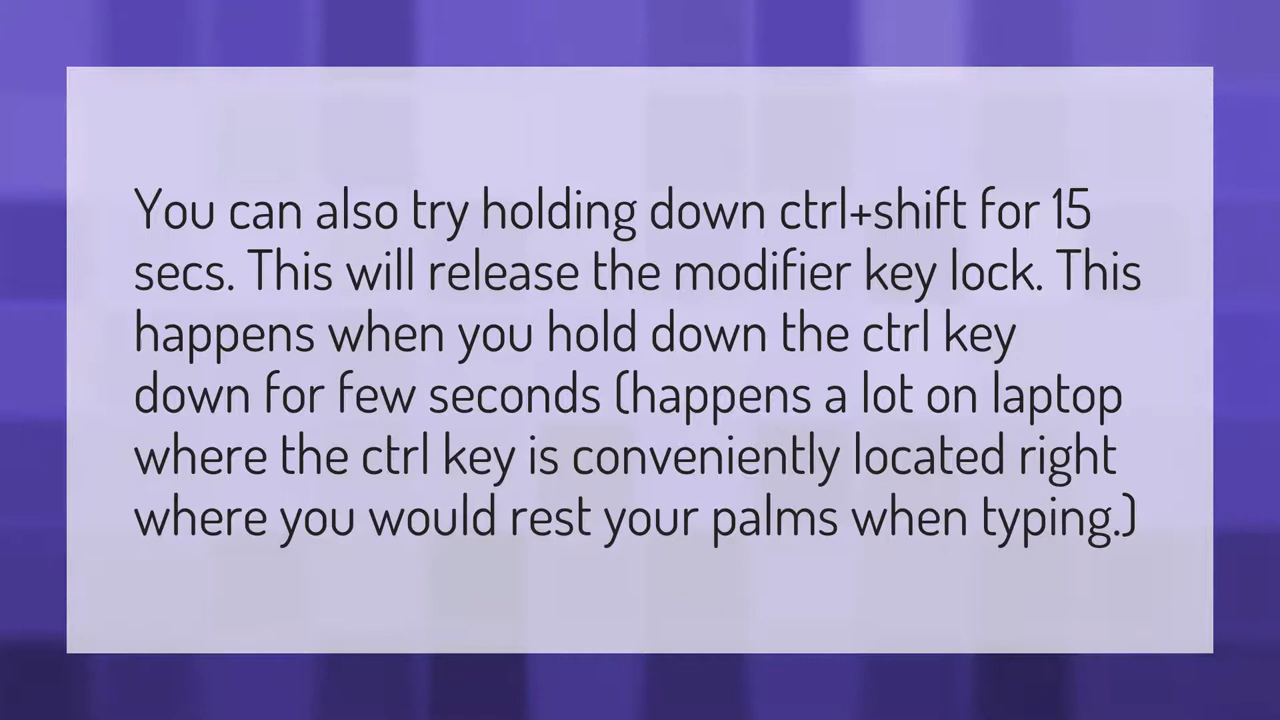 You can also try holding down ctrl+shift for 15
secs. This will release the modifier key lock. This
happens when you hold down the ctrl key
down for few seconds (happens a lot on laptop
where the ctrl key is conveniently located right
where you would rest your palms when typing.)